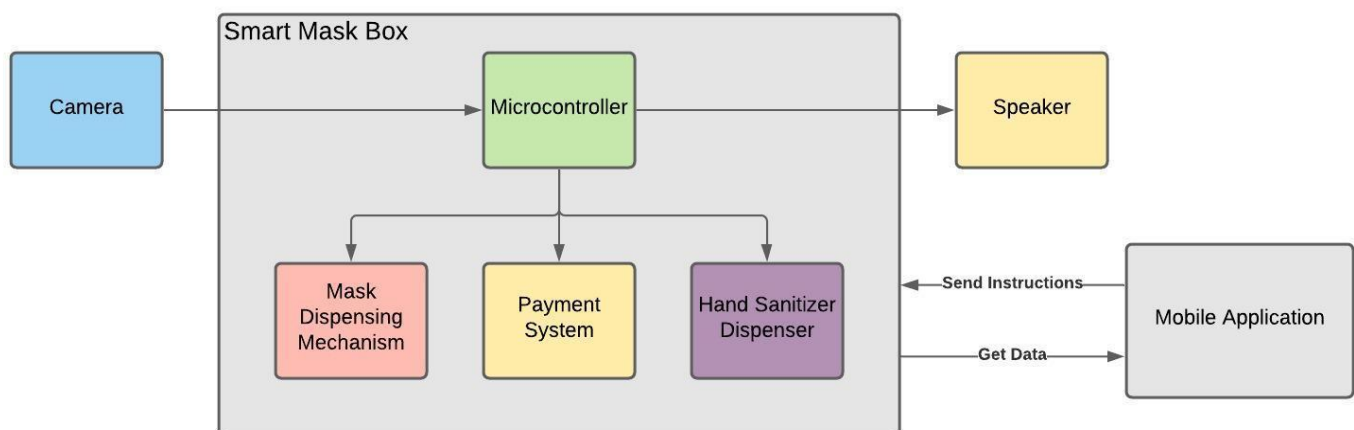 Smart Mask Box
Camera
Microcontroller
Speaker
Mask
Dispensing
Mechanism
Payment
System
Hand Sanitizer
Dispenser
Send Instructions
Get Data
Mobile Application